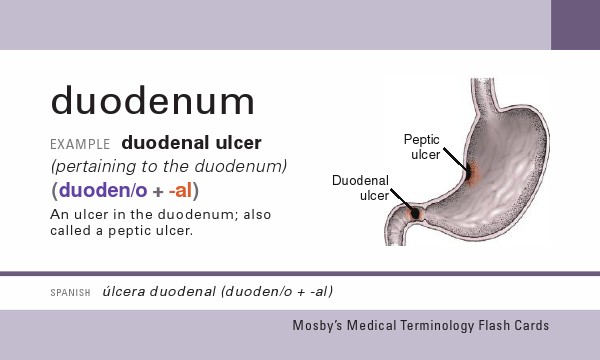 duodenum
EXAMPLE duodenal ulcer
(pertaining to the duodenum)
(duoden/o + -al)
An ulcer in the duodenum; also
called a peptic ulcer.
Peptic
ulcer
Duodenal
ulcer
SPANISH úlcera duodenal (duoden/o + -al)
Mosby's Medical Terminology Flash Cards